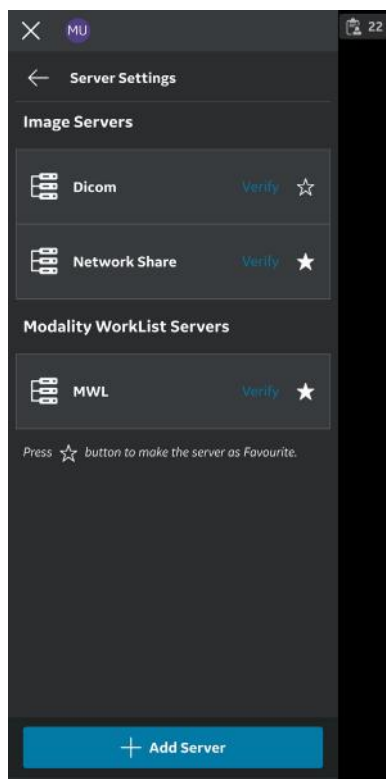 MU
22
Server Settings
Image Servers
Dicom Verify
Network Share Verify
Modality WorkList Servers
MWL Verify
Press button to make the server as Favourite.
Add Server